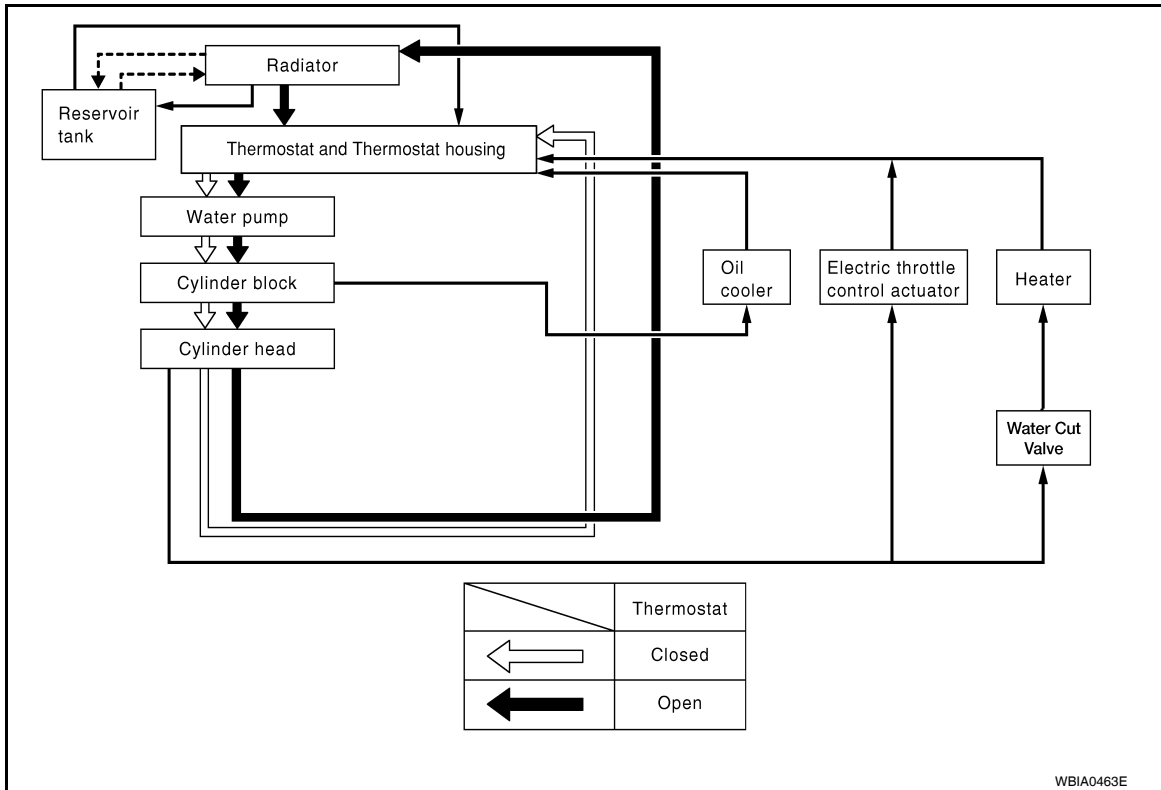 Radiator
Reservoir
tank
Thermostat and Thermostat housing
Water pump
Cylinder block
Cylinder head
Oil
cooler
Electric throttle
control actuator
Heater
Water Cut
Valve
Thermostat
Closed
Open
WBIA0463E